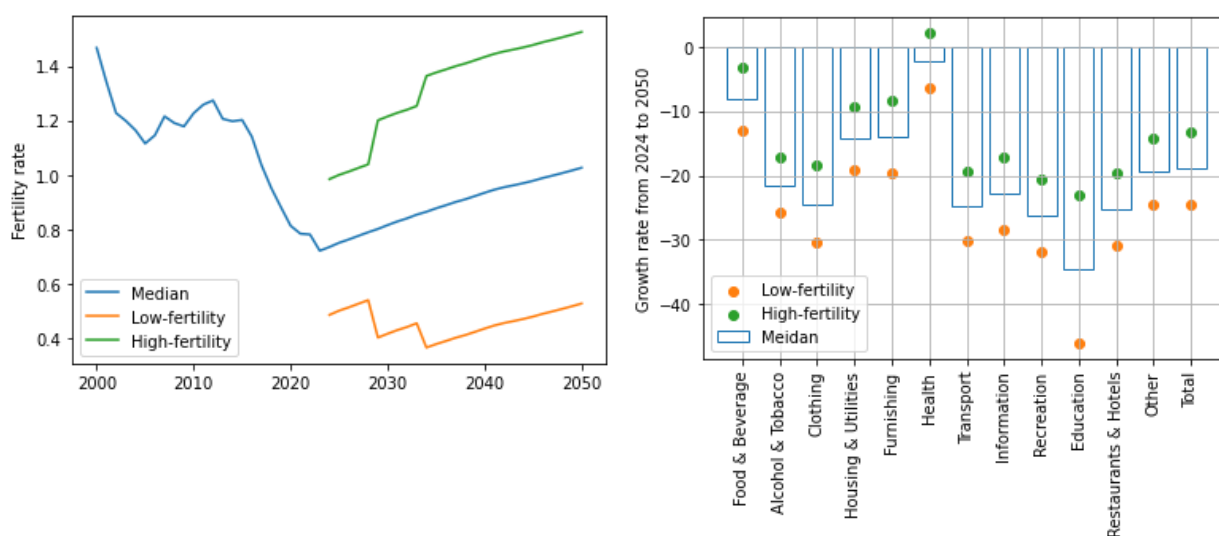 Fertility rate
1.4
1.2
1.0
0.8
0.6
0.4
Median
Low-fertility
High-fertility
2000
2010
2020
2030
2040
2050
Growth rate from 2024 to 2050
0
−10
−20
−30
−40
Low-fertility
High-fertility
Meidan
Food & Beverage
Alcohol & Tobacco
Clothing
Housing & Utilities
Furnishing
Health
Transport
Information
Recreation
Education
Restaurants & Hotels
Other
Total